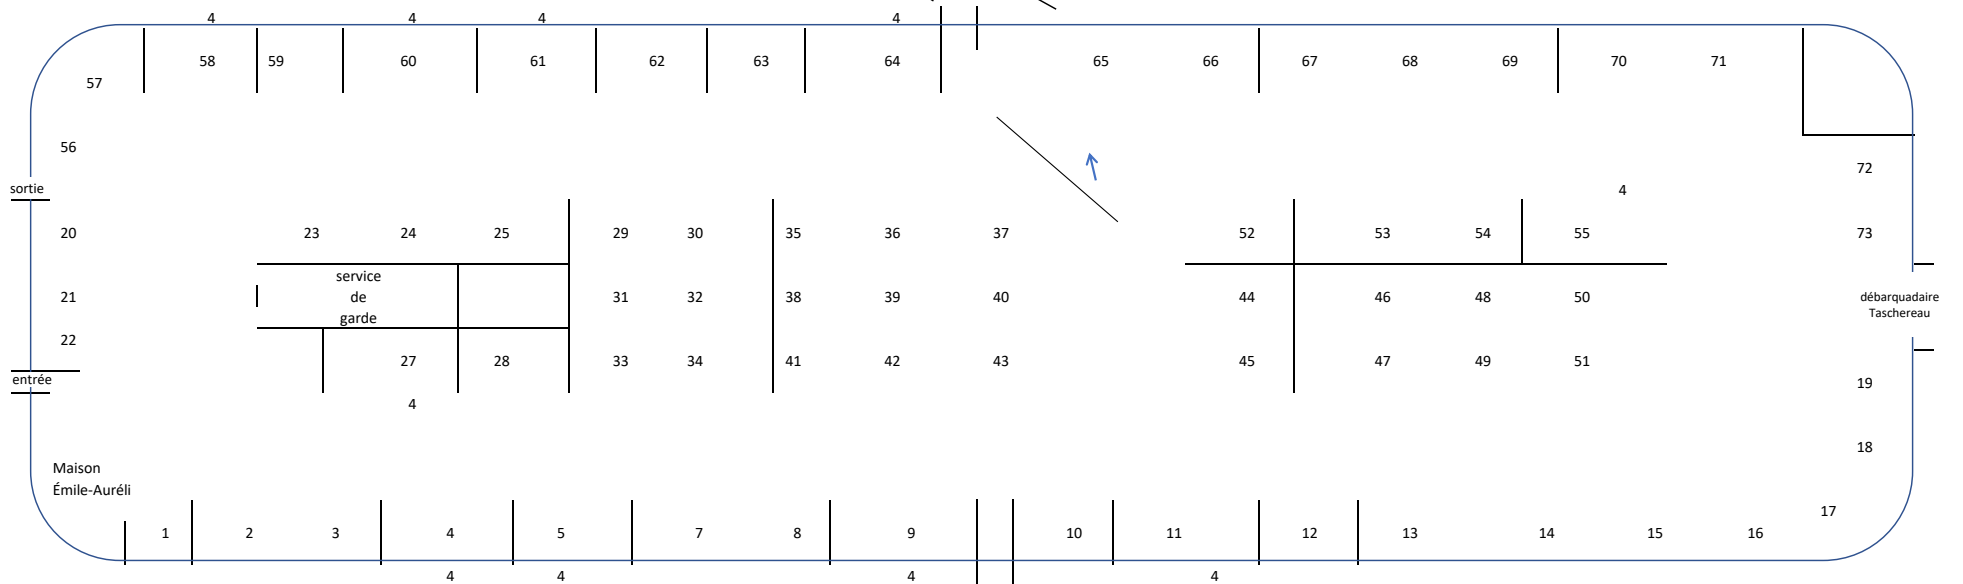 4 4 4 4
58 59 60 61 62 63 64 65 66 67 68 69 70 71
57
56
72
sortie
4
20 23 24 25 29 30 35 36 37 52 53 54 55 73
service
de
garde
21 31 32 38 39 40 44 46 48 50
débarquadaire
Taschereau
22
27 28 33 34 41 42 43 45 47 49 51
entrée
19
4
18
Maison
Émile-Auréli
17
1 2 3 4 5 7 8 9 10 11 12 13 14 15 16
4 4 4 4